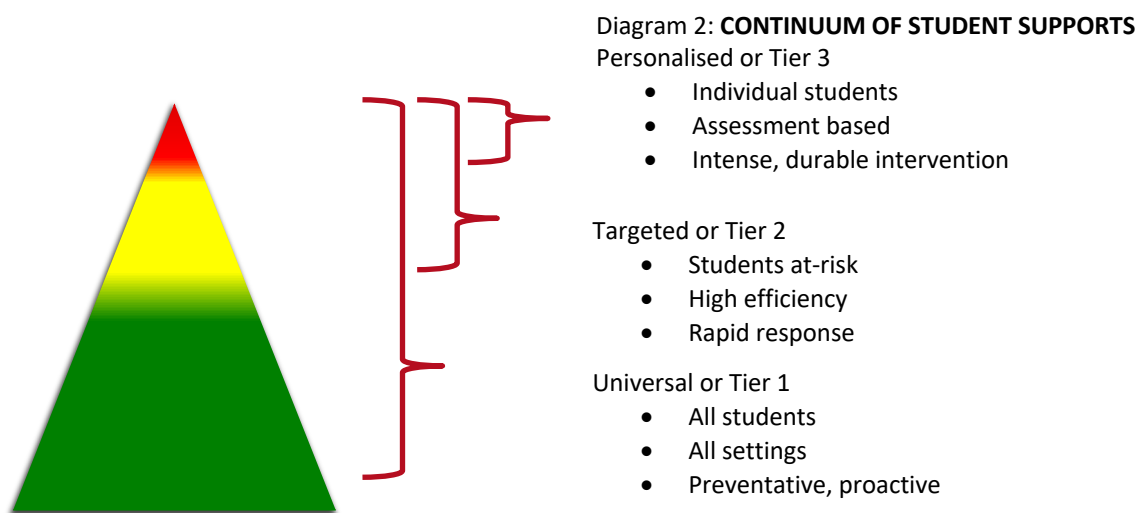 Diagram 2: CONTINUUM OF STUDENT SUPPORTS
Personalised or Tier 3
• Individual students
• Assessment based
• Intense, durable intervention
Targeted or Tier 2
• Students at-risk
• High efficiency
• Rapid response
Universal or Tier 1
• All students
• All settings
• Preventative, proactive